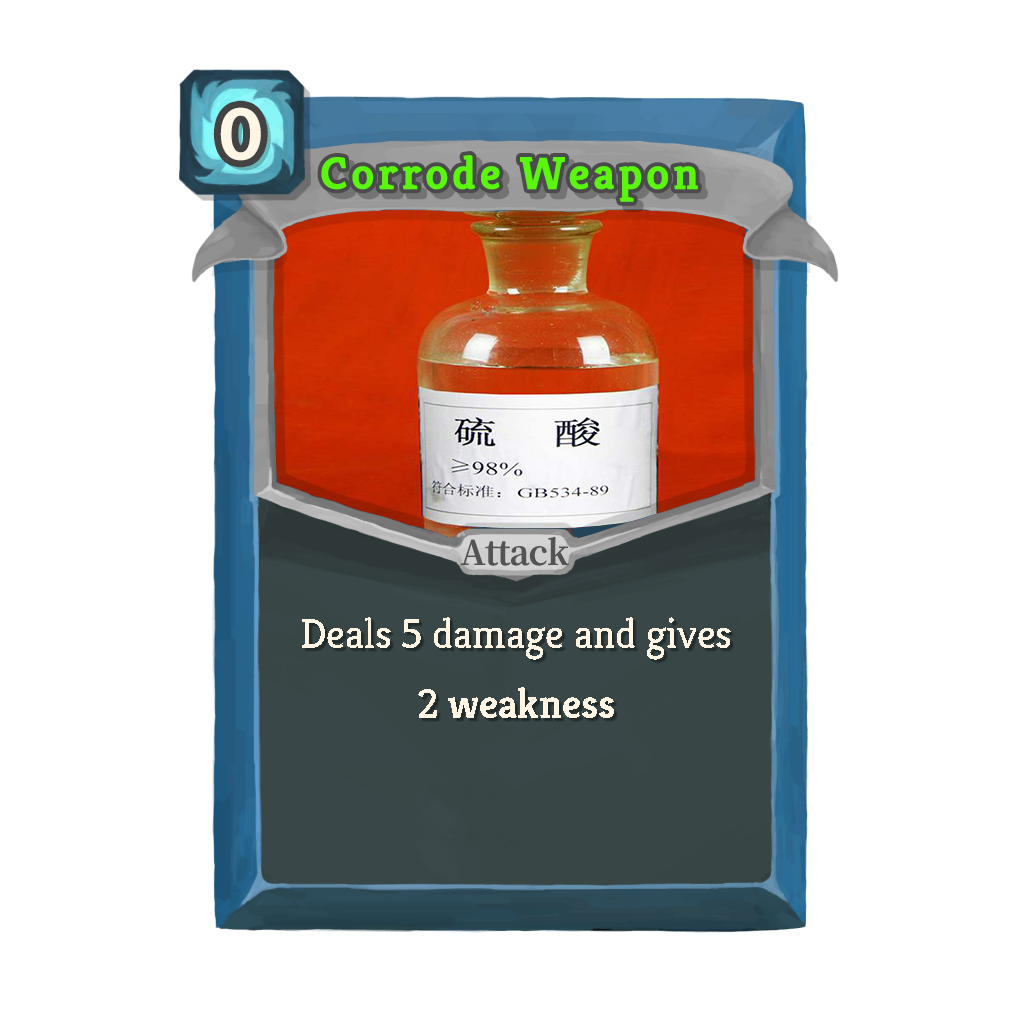 0
Corrode Weapon
硫 酸
≥98%
符合标准: GB534-89
Attack
Deals 5 damage and gives
2 weakness